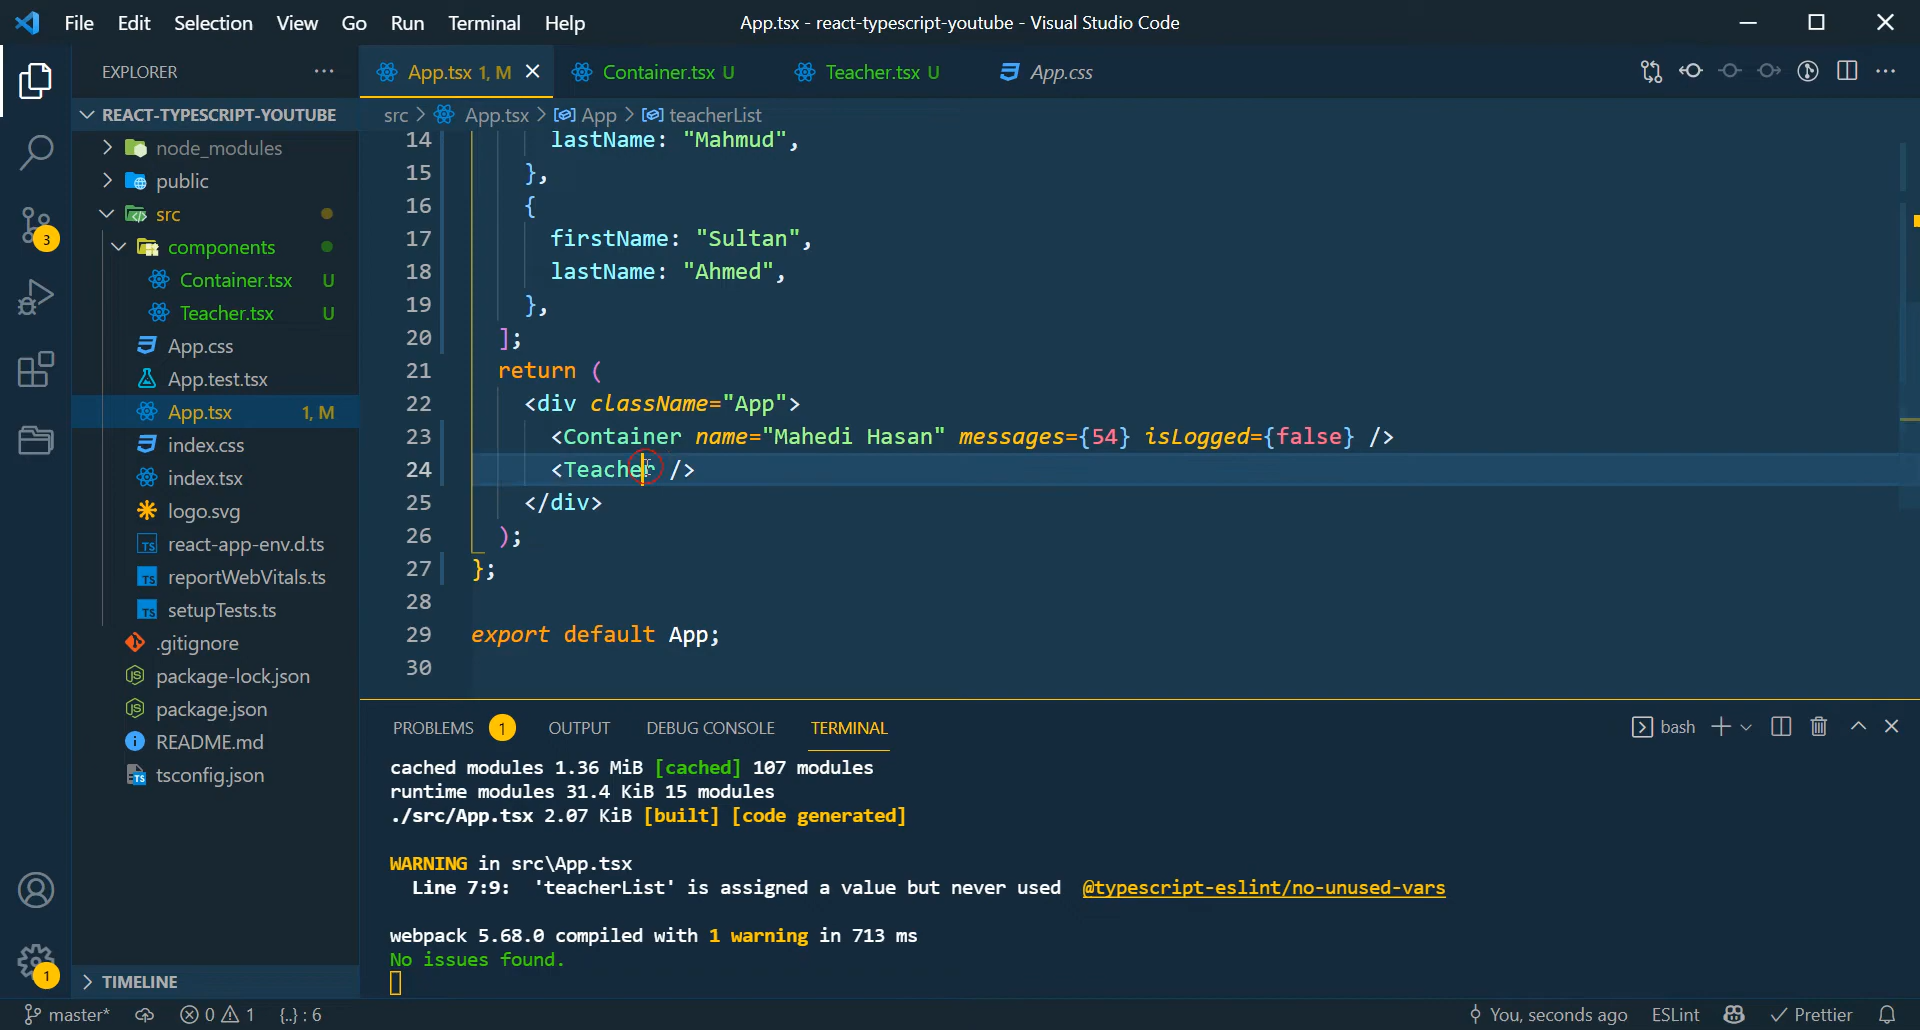 File Edit Selection View Go Run Terminal Help App.tsx - react-typescript-youtube - Visual Studio Code
EXPLORER ··· App.tsx 1, M Container.tsx U Teacher.tsx U App.css
REACT-TYPESCRIPT-YOUTUBE
node_modules
public
src
components
Container.tsx U
Teacher.tsx U
App.css
App.test.tsx
App.tsx 1, M
index.css
index.tsx
logo.svg
react-app-env.d.ts
reportWebVitals.ts
setupTests.ts
.gitignore
package-lock.json
package.json
README.md
tsconfig.json
TIMELINE
3
1
src > App.tsx > App > teacherList
14 lastName: "Mahmud",
15 },
16 {
17 firstName: "Sultan",
18 lastName: "Ahmed",
19 },
20 ];
21 return (
22 <div className="App">
23 <Container name="Mahedi Hasan" messages={54} isLogged={false} />
24 <Teacher />
25 </div>
26 );
27 };
28
29 export default App;
30
PROBLEMS 1 OUTPUT DEBUG CONSOLE TERMINAL bash
cached modules 1.36 MiB [cached] 107 modules
runtime modules 31.4 KiB 15 modules
./src/App.tsx 2.07 KiB [built] [code generated]
WARNING in src\App.tsx
Line 7:9: 'teacherList' is assigned a value but never used @typescript-eslint/no-unused-vars
webpack 5.68.0 compiled with 1 warning in 713 ms
No issues found.
master* 0 1 {..} : 6 You, seconds ago ESLint Prettier